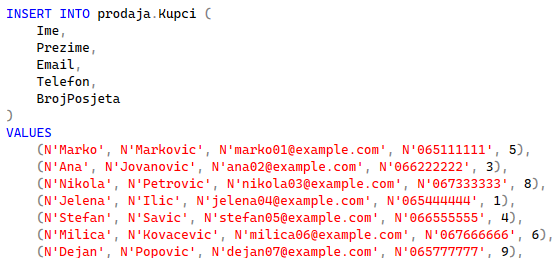 INSERT INTO prodaja.Kupci (
    Ime,
    Prezime,
    Email,
    Telefon,
    BrojPosjeta
)
VALUES
    (N'Marko', N'Markovic', N'marko01@example.com', N'065111111', 5),
    (N'Ana', N'Jovanovic', N'ana02@example.com', N'066222222', 3),
    (N'Nikola', N'Petrovic', N'nikola03@example.com', N'067333333', 8),
    (N'Jelena', N'Ilic', N'jelena04@example.com', N'065444444', 1),
    (N'Stefan', N'Savic', N'stefan05@example.com', N'066555555', 4),
    (N'Milica', N'Kovacevic', N'milica06@example.com', N'067666666', 6),
    (N'Dejan', N'Popovic', N'dejan07@example.com', N'065777777', 9),